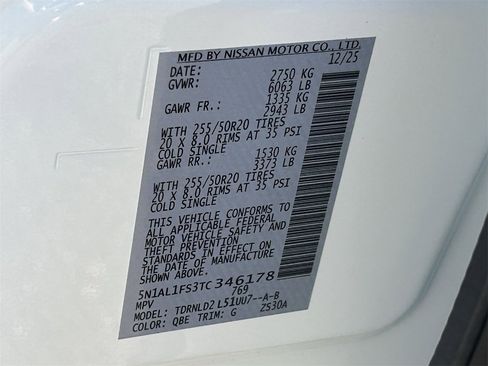 MFD BY NISSAN MOTOR CO., LTD.
DATE: 12/25
GVWR: 2750 KG
6063 LB
GAWR FR.: 1335 KG
2943 LB
WITH 255/50R20 TIRES
20 X 8.0 RIMS AT 35 PSI
COLD SINGLE
GAWR RR.: 1530 KG
3373 LB
WITH 255/50R20 TIRES
20 X 8.0 RIMS AT 35 PSI
COLD SINGLE
THIS VEHICLE CONFORMS TO
ALL APPLICABLE FEDERAL
MOTOR VEHICLE SAFETY AND
THEFT PREVENTION
STANDARDS IN EFFECT ON
THE DATE OF MANUFACTURE
SHOWN ABOVE.
5N1AL1FS3TC346178
MPV 769
MODEL: TDRNLD2 L51UU7--A-B
COLOR: QBE TRIM: G ZS30A